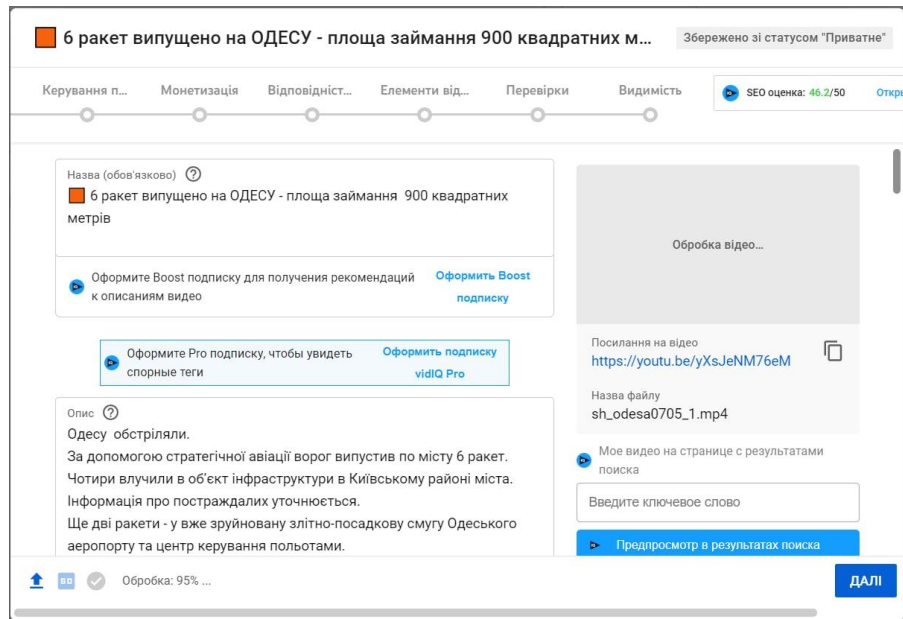 6 ракет випущено на ОДЕСУ - площа займання 900 квадратних м...
Збережено зі статусом "Приватне"
Керування п...
Монетизація
Відповідніст...
Елементи від...
Перевірки
Видимість
SEO оценка: 46.2/50
Откры
Назва (обов'язково)
6 ракет випущено на ОДЕСУ - площа займання 900 квадратних
метрів
Оформите Boost подписку для получения рекомендаций
к описаниям видео
Оформить Boost
подписку
Оформите Pro подписку, чтобы увидеть
спорные теги
Оформить подписку
vidIQ Pro
Опис
Одесу обстріляли.
За допомогою стратегічної авіації ворог випустив по місту 6 ракет.
Чотири влучили в об'єкт інфраструктури в Київському районі міста.
Інформація про постраждалих уточнюється.
Ще дві ракети - у вже зруйновану злітно-посадкову смугу Одеського
аеропорту та центр керування польотами.
Обробка відео...
Посилання на відео
https://youtu.be/yXsJeNM76eM
Назва файлу
sh_odesa0705_1.mp4
Мое видео на странице с результатами
поиска
Введите ключевое слово
Предпросмотр в результатах поиска
SD
Обробка: 95% ...
ДАЛІ